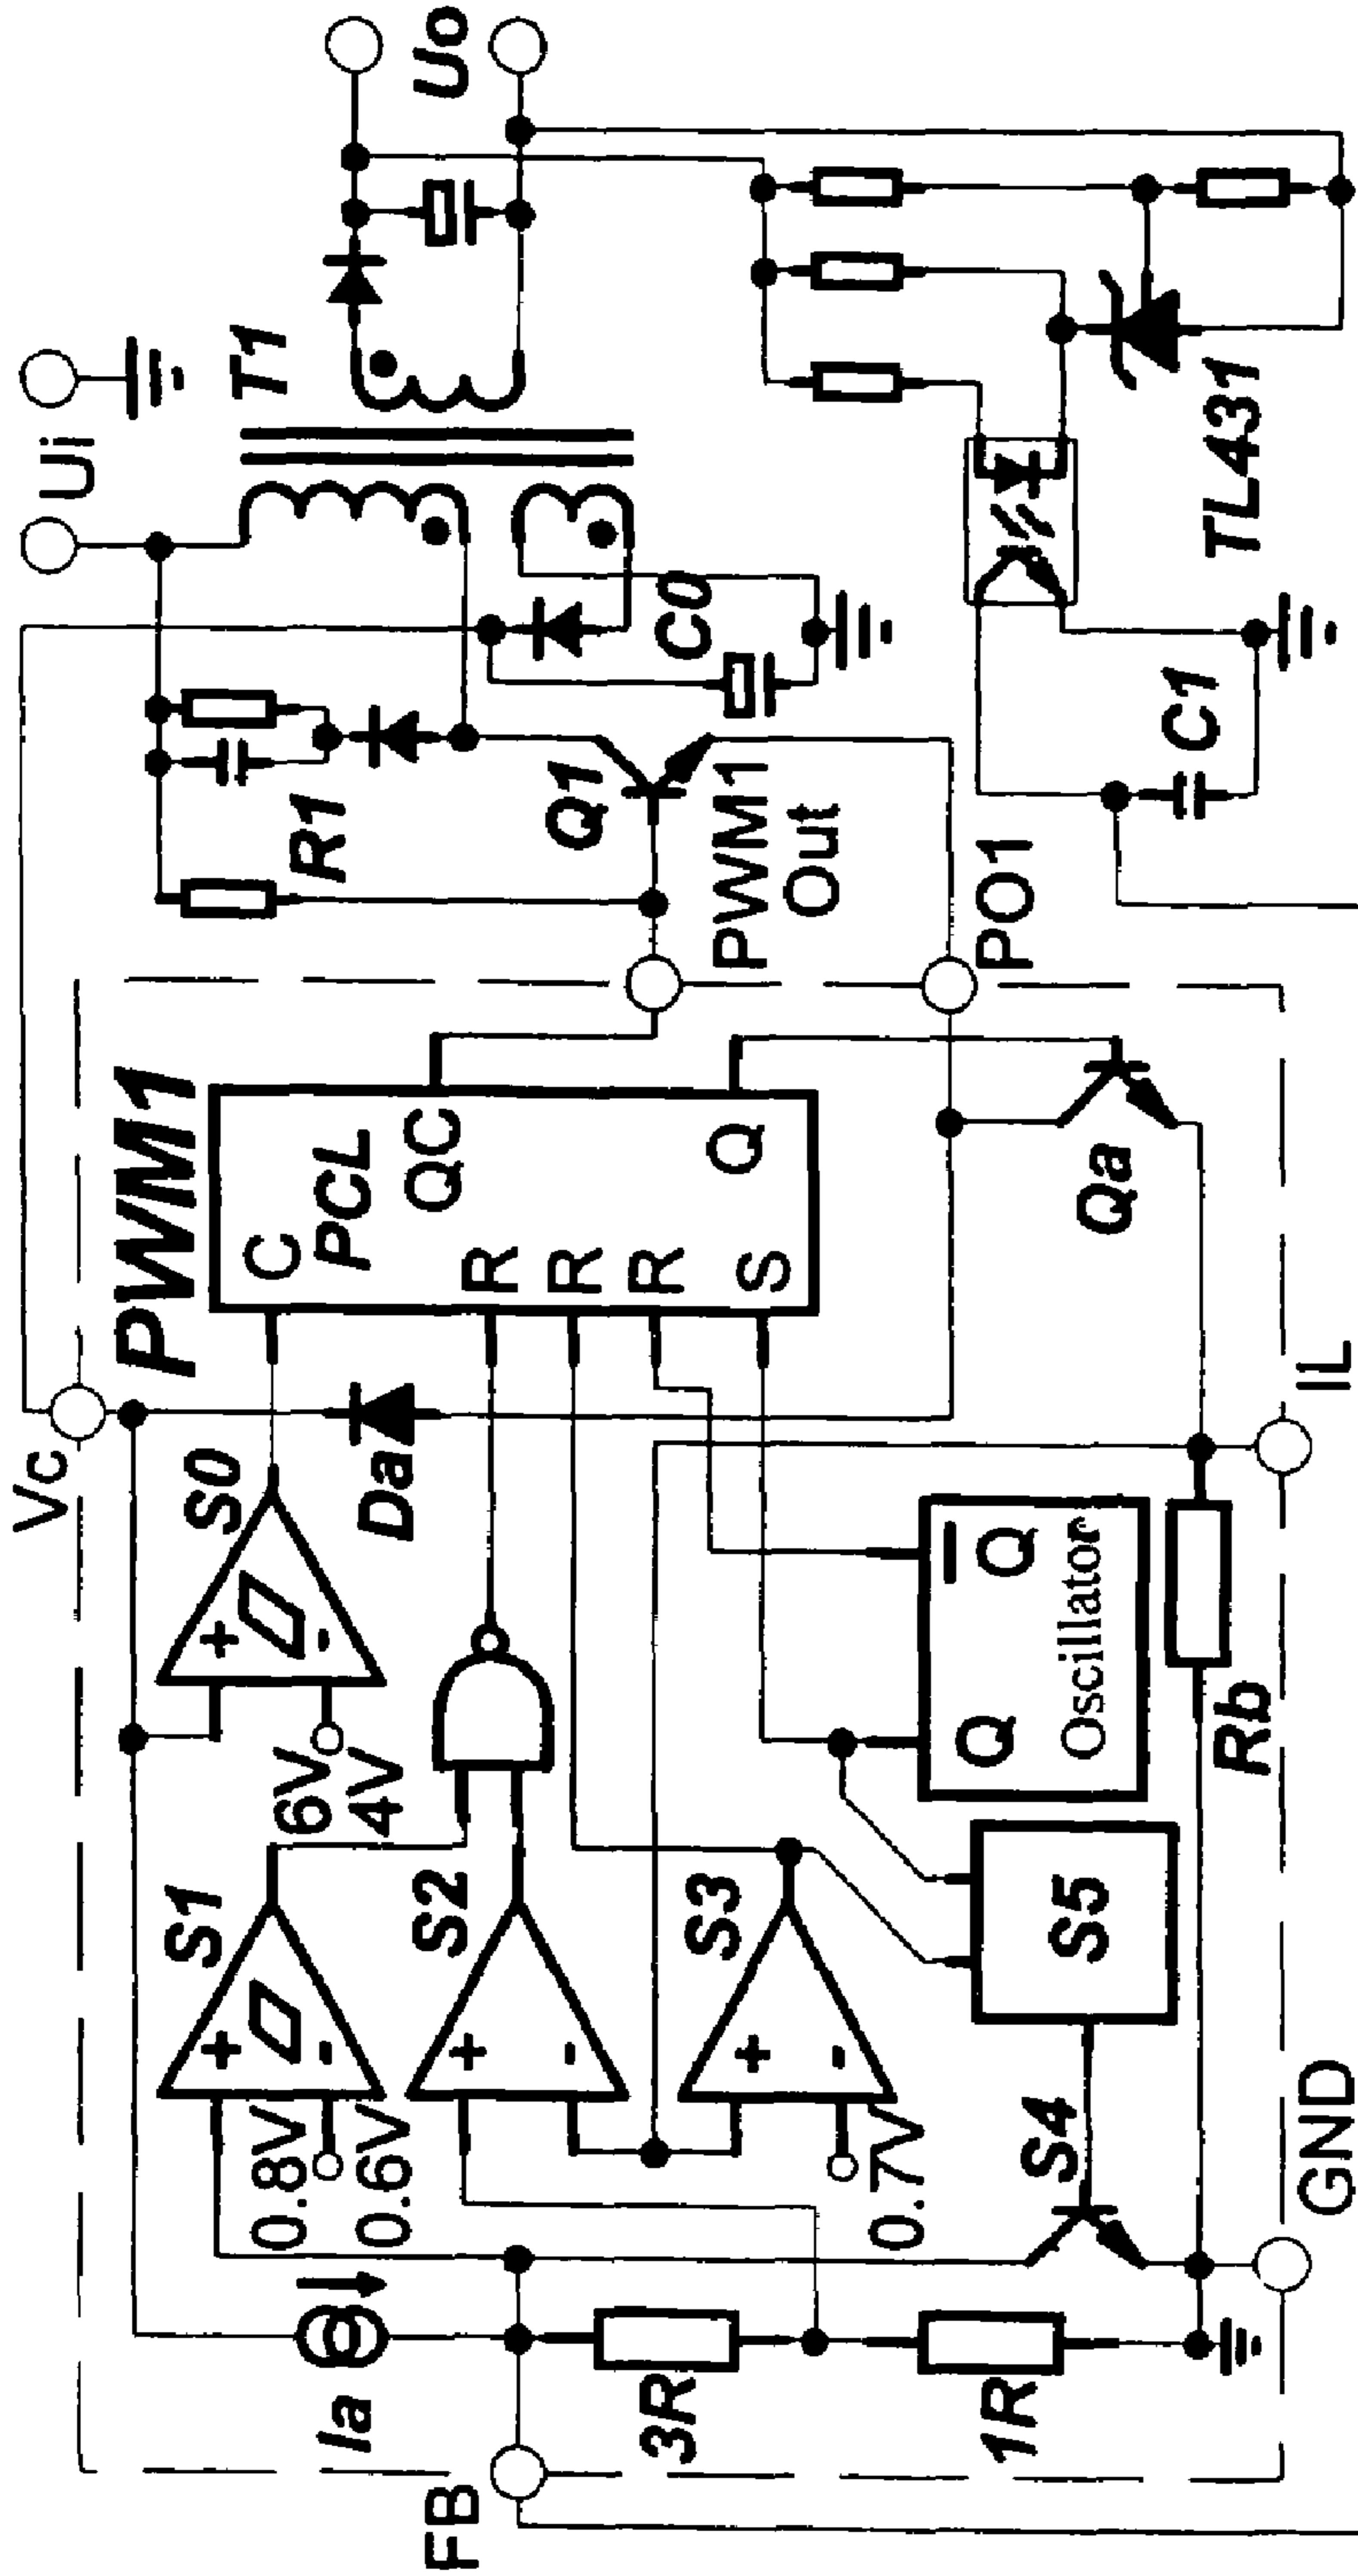 Vc
PWM1
Ui
T1
Uo
Ia
0.8V
0.6V
S1
6V
4V
S0
Da
C
PCL
QC
R
R
R
S
Q
R1
Q1
C0
FB
3R
1R
S2
S3
0.7V
S4
S5
Q
Q
Oscillator
Rb
Qa
PWM1
Out
PO1
C1
TL431
GND
IL